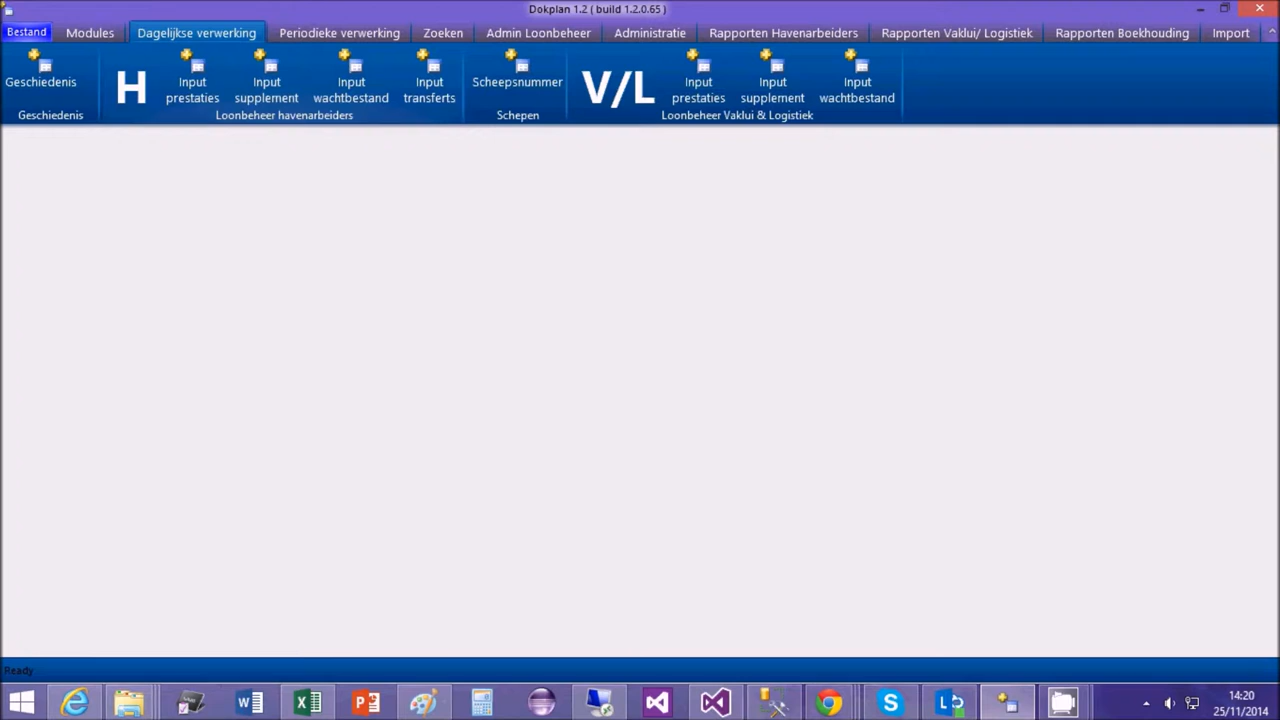 Dokplan 1.2 ( build 1.2.0.65 )
Bestand Modules Dagelijkse verwerking Periodieke verwerking Zoeken Admin Loonbeheer Administratie Rapporten Havenarbeiders Rapporten Vaklui/ Logistiek Rapporten Boekhouding Import
Geschiedenis
Geschiedenis
H
Input prestaties
Input supplement
Input wachtbestand
Input transferts
Loonbeheer havenarbeiders
Scheepsnummer
Schepen
V/L
Input prestaties
Input supplement
Input wachtbestand
Loonbeheer Vaklui & Logistiek
Ready
14:20
25/11/2014